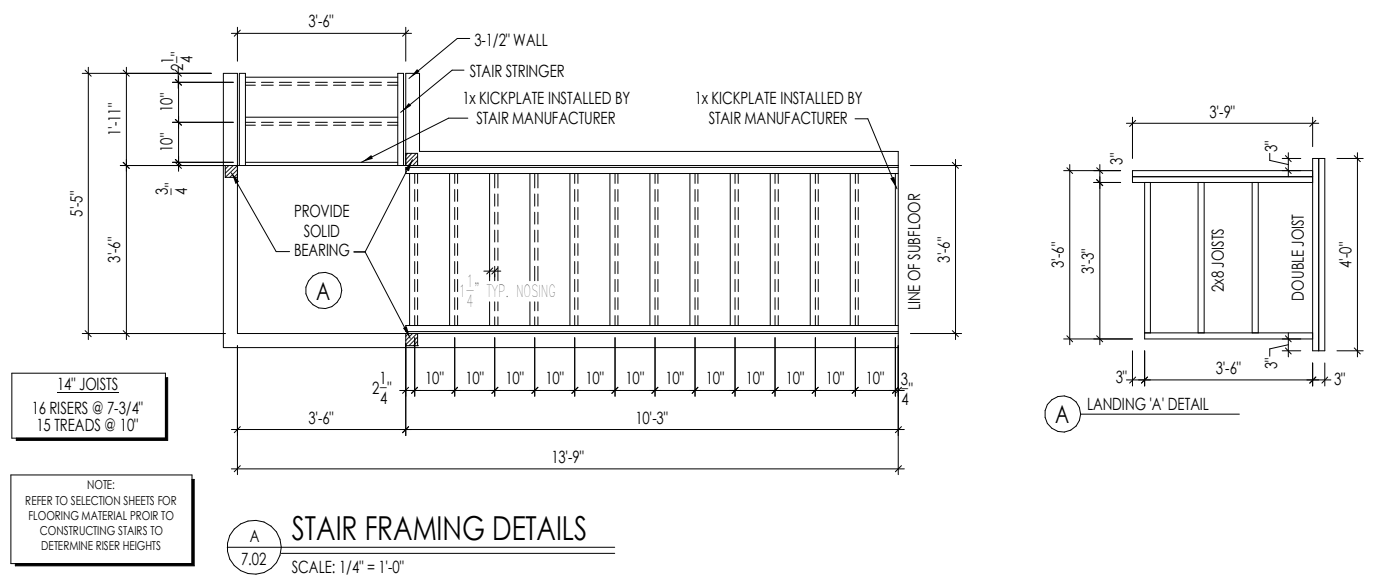 3'-6"
3-1/2" WALL
STAIR STRINGER
1x KICKPLATE INSTALLED BY
STAIR MANUFACTURER
1x KICKPLATE INSTALLED BY
STAIR MANUFACTURER
2 1/4"
10"
10"
3/4"
1'-11"
5'-5"
3'-6"
PROVIDE
SOLID
BEARING
A
1 1/4" TYP. NOSING
LINE OF SUBFLOOR
3'-6"
2 1/4"
10"
10"
10"
10"
10"
10"
10"
10"
10"
10"
10"
10"
3/4"
3'-6"
10'-3"
13'-9"
14" JOISTS
16 RISERS @ 7-3/4"
15 TREADS @ 10"
NOTE:
REFER TO SELECTION SHEETS FOR
FLOORING MATERIAL PROIR TO
CONSTRUCTING STAIRS TO
DETERMINE RISER HEIGHTS
A
7.02
STAIR FRAMING DETAILS
SCALE: 1/4" = 1'-0"
3'-9"
3"
3"
3'-6"
3'-3"
2x8 JOISTS
DOUBLE JOIST
4'-0"
3"
3"
3'-6"
3"
A
LANDING 'A' DETAIL